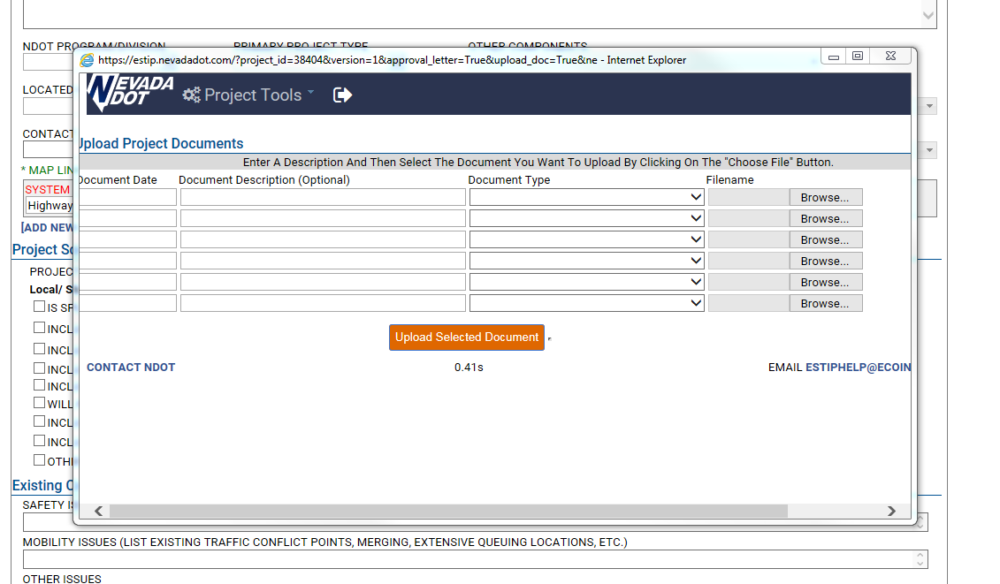 NDOT PROGRAM/DIVISION PRIMARY PROJECT TYPE OTHER COMPONENTS
https://estip.nevadadot.com/?project_id=38404&version=1&approval_letter=True&upload_doc=True&ne - Internet Explorer
NEVADA DOT Project Tools
LOCATED
CONTACT
Upload Project Documents
Enter A Description And Then Select The Document You Want To Upload By Clicking On The "Choose File" Button.
* MAP LIN
Document Date Document Description (Optional) Document Type Filename
SYSTEM
Browse...
Highway
Browse...
[ADD NEW
Browse...
Project Sc
Browse...
PROJEC
Browse...
Local/ S
Browse...
IS SP
INCL
Upload Selected Document
INCL
CONTACT NDOT 0.41s EMAIL ESTIPHELP@ECOIN
INCL
INCL
WILL
INCL
INCL
OTHE
Existing C
SAFETY IS
MOBILITY ISSUES (LIST EXISTING TRAFFIC CONFLICT POINTS, MERGING, EXTENSIVE QUEUING LOCATIONS, ETC.)
OTHER ISSUES